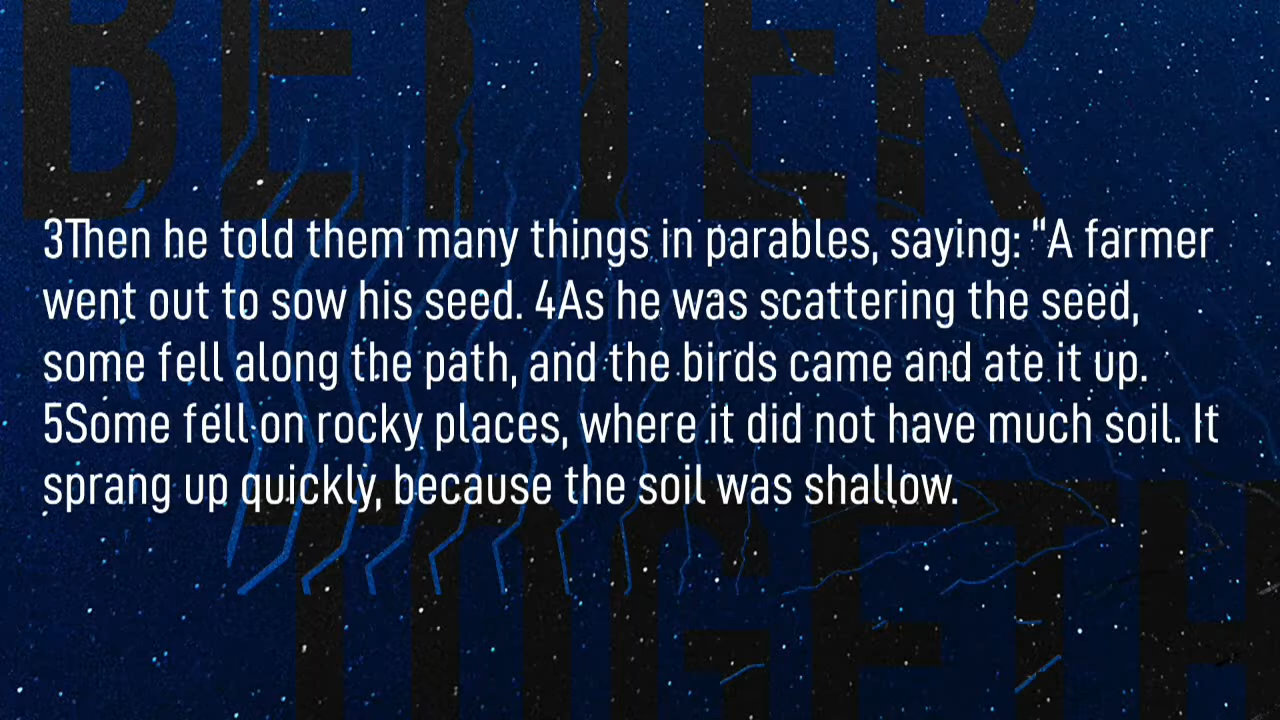 BETTER
3Then he told them many things in parables, saying: “A farmer
went out to sow his seed. 4As he was scattering the seed,
some fell along the path, and the birds came and ate it up.
5Some fell on rocky places, where it did not have much soil. It
sprang up quickly, because the soil was shallow.
TOGETH